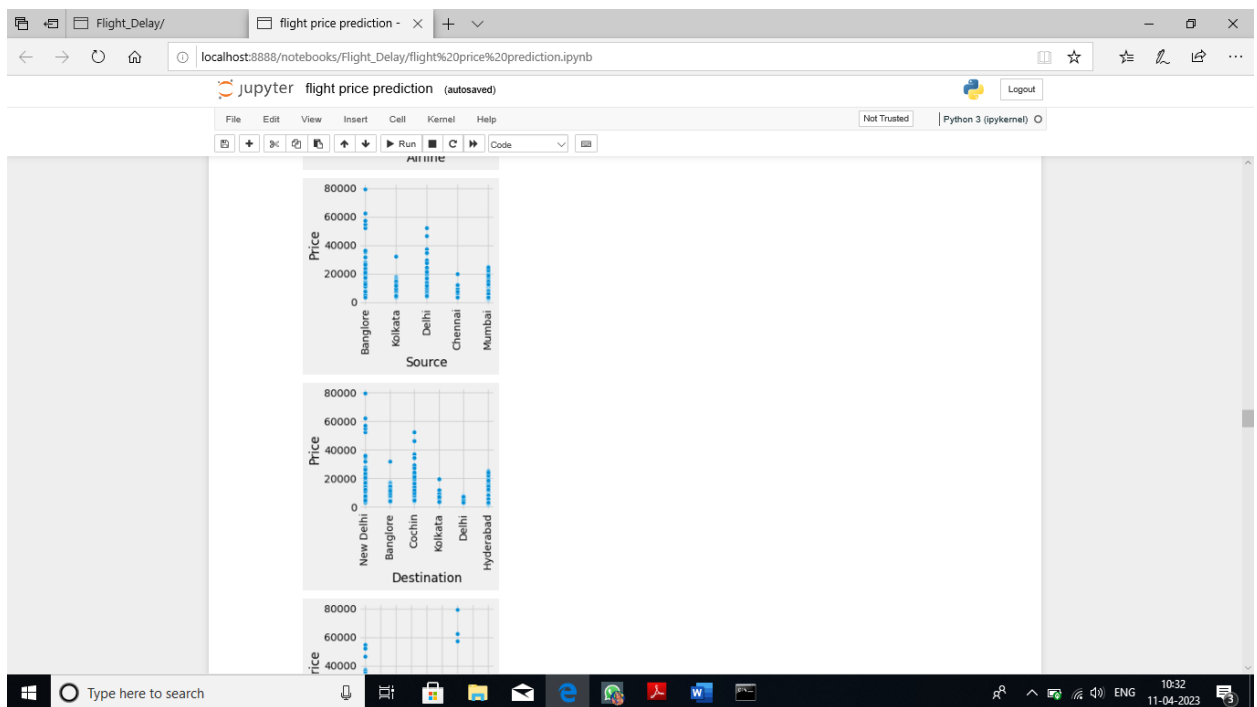 Flight_Delay/
flight price prediction -
localhost:8888/notebooks/Flight_Delay/flight%20price%20prediction.ipynb
jupyter flight price prediction (autosaved)
Logout
File Edit View Insert Cell Kernel Help
Not Trusted
Python 3 (ipykernel)
Run
Code
Airline
80000
60000
40000
20000
0
Price
Banglore
Kolkata
Delhi
Chennai
Mumbai
Source
80000
60000
40000
20000
0
Price
New Delhi
Banglore
Cochin
Kolkata
Delhi
Hyderabad
Destination
80000
60000
40000
rice
Type here to search
ENG
10:32
11-04-2023
3